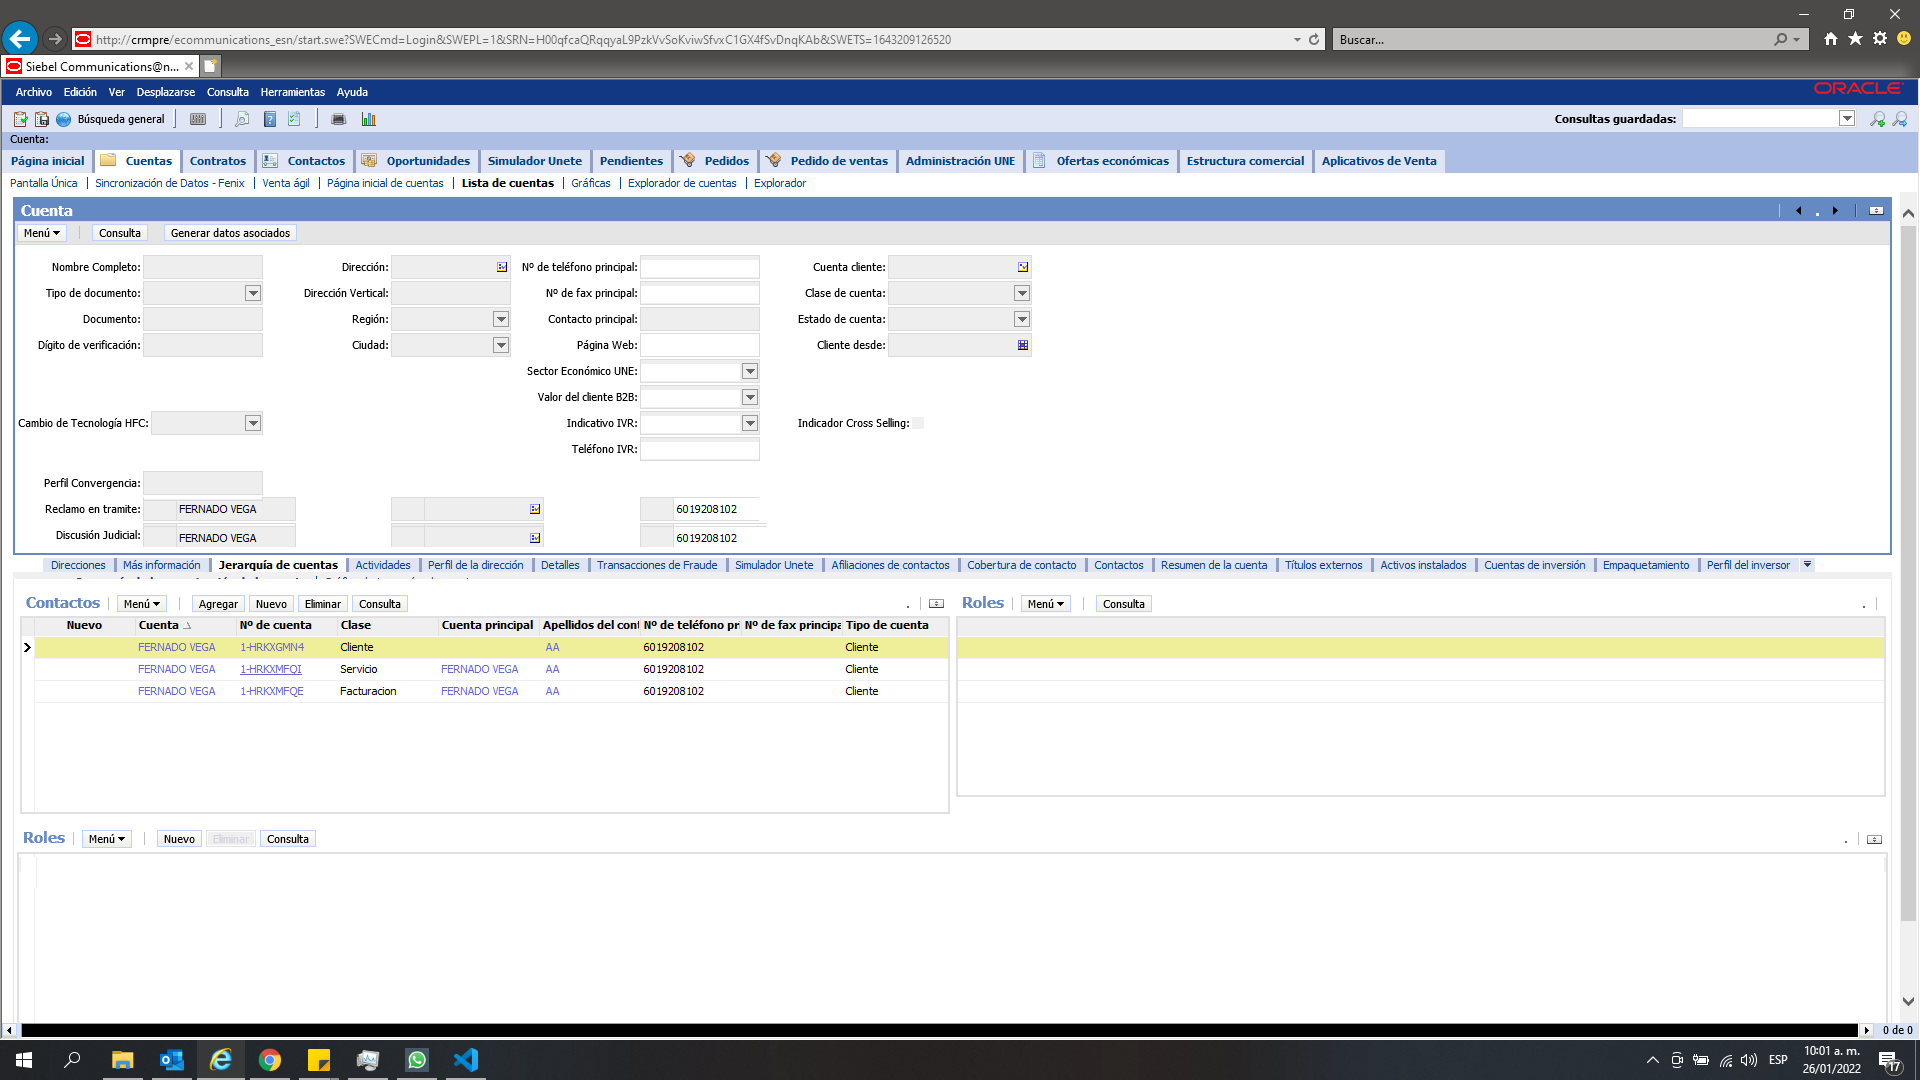 http://crmpre/ecommunications_esn/start.swe?SWECmd=Login&SWEPL=1&SRN=H00qfcaQRqqyaL9PzkVvSoKviwSfvxC1GX4fSvDnqKAb&SWETS=1643209126520
Buscar...
Siebel Communications@n...
Archivo Edición Ver Desplazarse Consulta Herramientas Ayuda
ORACLE
Búsqueda general
Consultas guardadas:
Cuenta:
Página inicial Cuentas Contratos Contactos Oportunidades Simulador Unete Pendientes Pedidos Pedido de ventas Administración UNE Ofertas económicas Estructura comercial Aplicativos de Venta
Pantalla Única Sincronización de Datos - Fenix Venta ágil Página inicial de cuentas Lista de cuentas Gráficas Explorador de cuentas Explorador
Cuenta
Menú Consulta Generar datos asociados
Nombre Completo: Dirección: Nº de teléfono principal: Cuenta cliente:
Tipo de documento: Dirección Vertical: Nº de fax principal: Clase de cuenta:
Documento: Región: Contacto principal: Estado de cuenta:
Dígito de verificación: Ciudad: Página Web: Cliente desde:
Sector Económico UNE:
Valor del cliente B2B:
Cambio de Tecnología HFC: Indicativo IVR: Indicador Cross Selling:
Teléfono IVR:
Perfil Convergencia:
Reclamo en tramite: FERNADO VEGA 6019208102
Discusión Judicial: FERNADO VEGA 6019208102
Direcciones Más información Jerarquía de cuentas Actividades Perfil de la dirección Detalles Transacciones de Fraude Simulador Unete Afiliaciones de contactos Cobertura de contacto Contactos Resumen de la cuenta Títulos externos Activos instalados Cuentas de inversión Empaquetamiento Perfil del inversor
Contactos Menú Agregar Nuevo Eliminar Consulta
Roles Menú Consulta
Nuevo Cuenta Nº de cuenta Clase Cuenta principal Apellidos del cont Nº de teléfono pri Nº de fax principa Tipo de cuenta
FERNADO VEGA 1-HRKXGMN4 Cliente AA 6019208102 Cliente
FERNADO VEGA 1-HRKXMFQI Servicio FERNADO VEGA AA 6019208102 Cliente
FERNADO VEGA 1-HRKXMFQE Facturacion FERNADO VEGA AA 6019208102 Cliente
Roles Menú Nuevo Eliminar Consulta
0 de 0
ESP
10:01 a. m.
26/01/2022
17